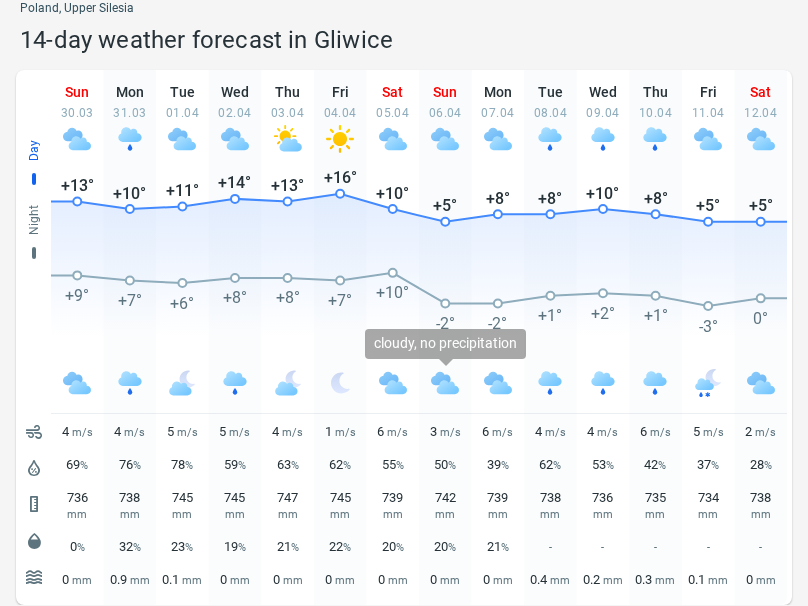 Poland, Upper Silesia
14-day weather forecast in Gliwice
Sun Mon Tue Wed Thu Fri Sat Sun Mon Tue Wed Thu Fri Sat
30.03 31.03 01.04 02.04 03.04 04.04 05.04 06.04 07.04 08.04 09.04 10.04 11.04 12.04
Day
+13° +10° +11° +14° +13° +16° +10° +5° +8° +8° +10° +8° +5° +5°
Night
+9° +7° +6° +8° +8° +7° +10° -2° -2° +1° +2° +1° -3° 0°
cloudy, no precipitation
4 m/s 4 m/s 5 m/s 5 m/s 4 m/s 1 m/s 6 m/s 3 m/s 6 m/s 4 m/s 4 m/s 6 m/s 5 m/s 2 m/s
69% 76% 78% 59% 63% 62% 55% 50% 39% 62% 53% 42% 37% 28%
736 738 745 745 747 745 739 742 739 738 736 735 734 738
mm mm mm mm mm mm mm mm mm mm mm mm mm mm
0% 32% 23% 19% 21% 22% 20% 20% 21% - - - - -
0 mm 0.9 mm 0.1 mm 0 mm 0 mm 0 mm 0 mm 0 mm 0 mm 0.4 mm 0.2 mm 0.3 mm 0.1 mm 0 mm